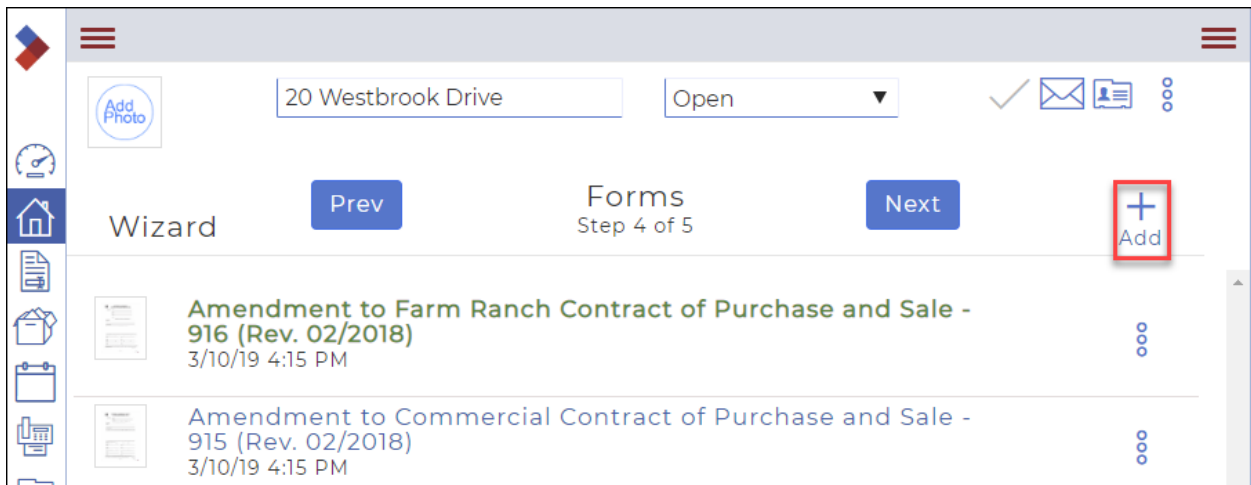 Add
Photo
20 Westbrook Drive
Open
Wizard
Prev
Forms
Step 4 of 5
Next
Add
Amendment to Farm Ranch Contract of Purchase and Sale -
916 (Rev. 02/2018)
3/10/19 4:15 PM
Amendment to Commercial Contract of Purchase and Sale -
915 (Rev. 02/2018)
3/10/19 4:15 PM